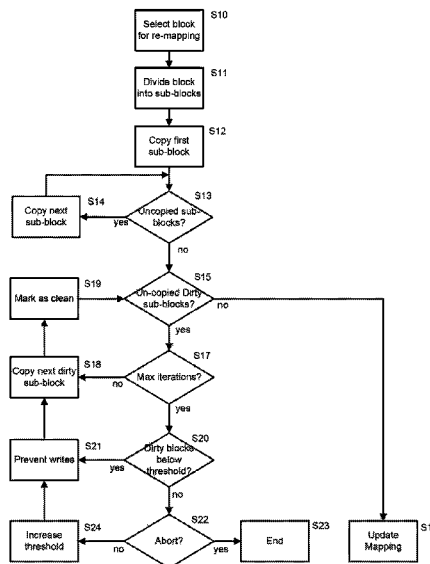 S10
Select block
for re-mapping
S11
Divide block
into sub-blocks
S12
Copy first
sub-block
S14
Copy next
sub-block
yes
S13
Uncopied sub-
blocks?
no
S19
Mark as clean
S15
Un-copied Dirty
sub-blocks?
no
yes
S18
Copy next dirty
sub-block
no
S17
Max iterations?
yes
S21
Prevent writes
yes
S20
Dirty blocks
below
threshold?
no
S24
Increase
threshold
no
S22
Abort?
yes
S23
End
S1
Update
Mapping